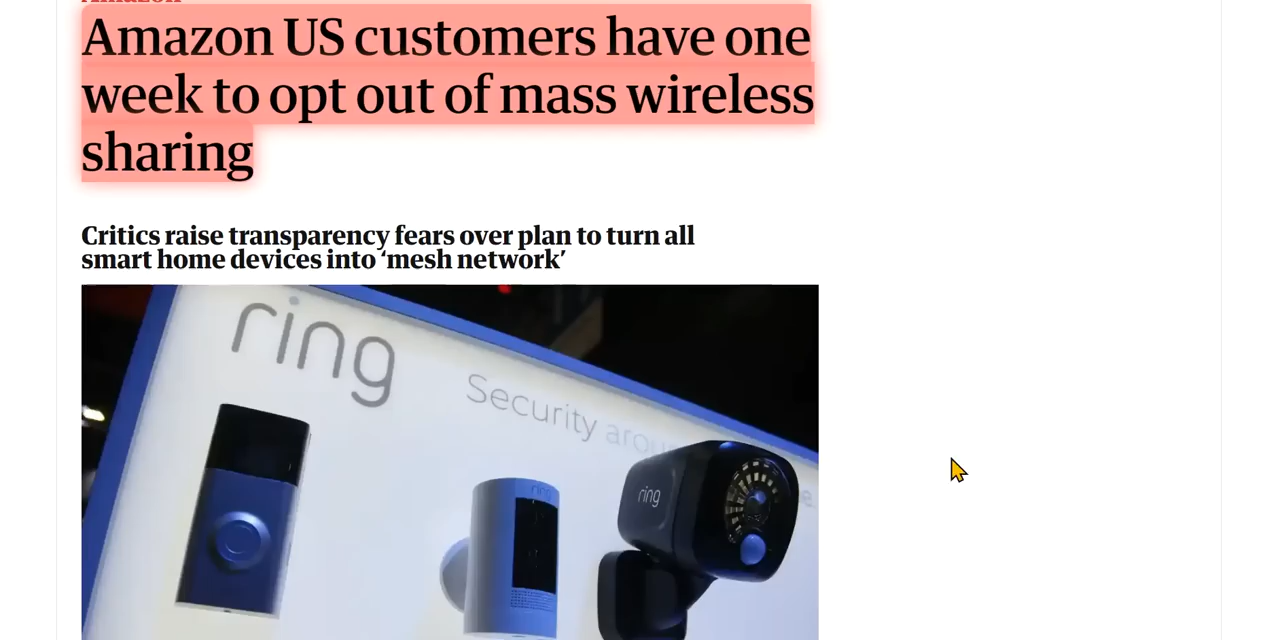 Amazon
Amazon US customers have one
week to opt out of mass wireless
sharing
Critics raise transparency fears over plan to turn all
smart home devices into ‘mesh network’
ring
Security
ring
ring